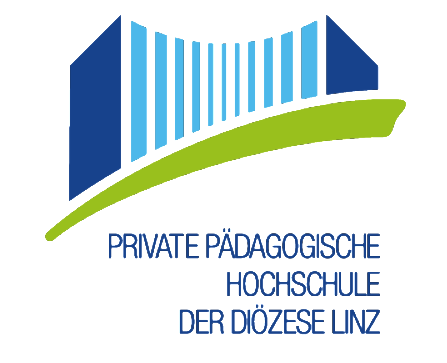 PRIVATE PÄDAGOGISCHE
HOCHSCHULE
DER DIÖZESE LINZ